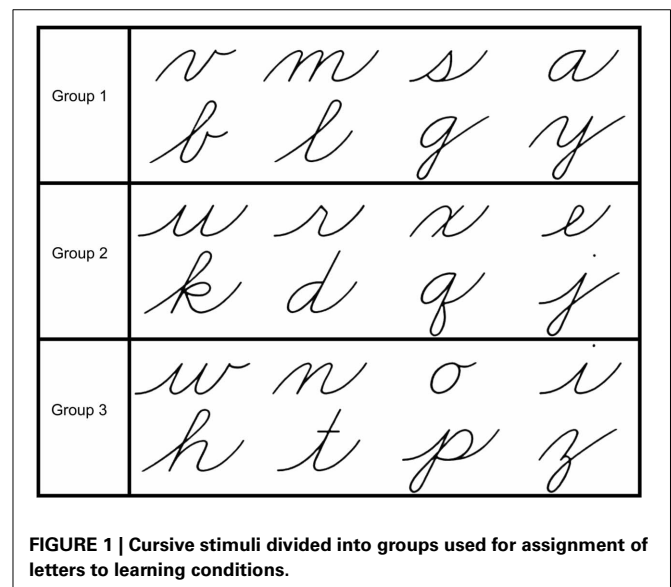 Group 1
v m s a
b l g y
Group 2
u r x e
k d q j
Group 3
w n o i
h t p z
FIGURE 1 | Cursive stimuli divided into groups used for assignment of
letters to learning conditions.